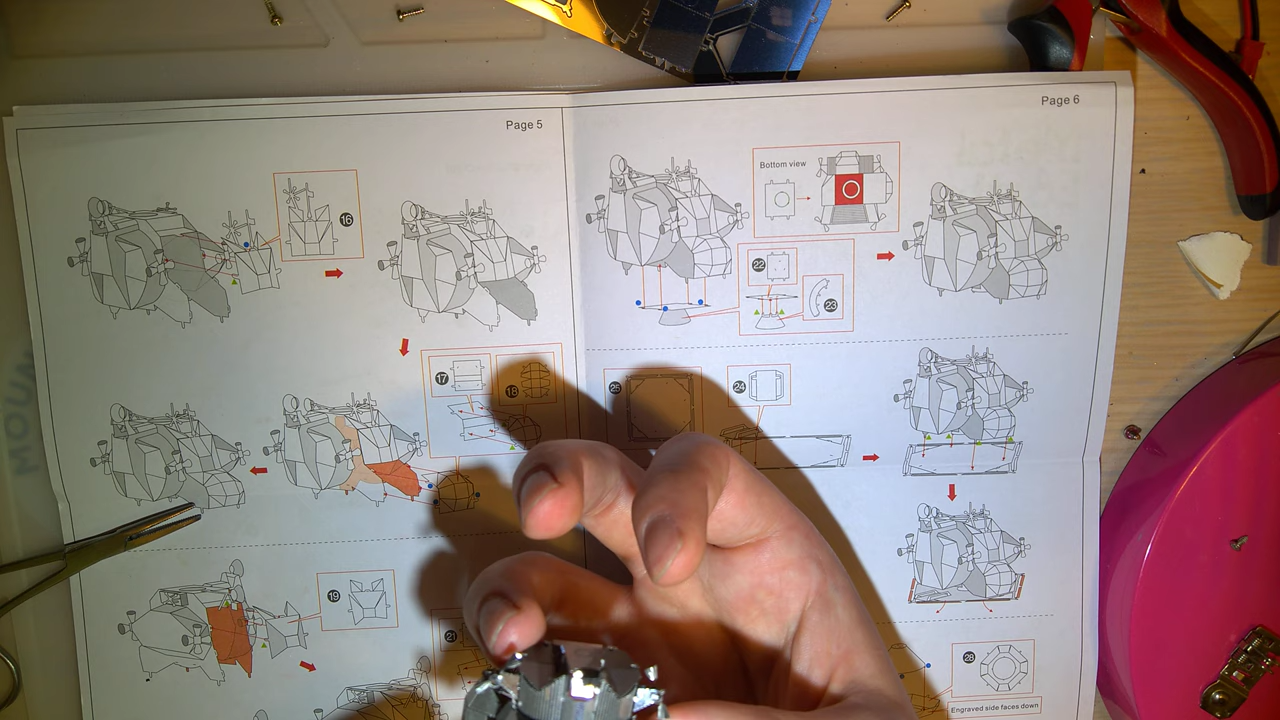 Page 5
16
17
18
19
21
Page 6
Bottom view
22
23
25
24
28
Engraved side faces down